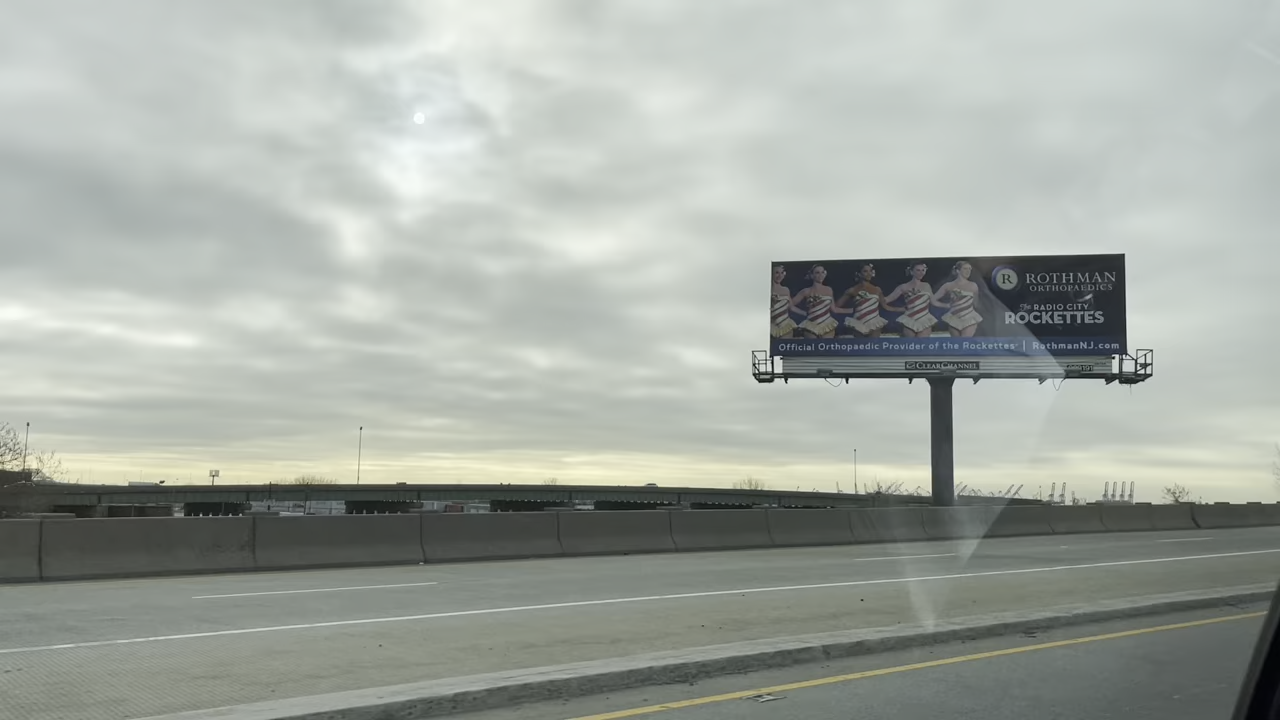 R ROTHMAN
ORTHOPAEDICS
The RADIO CITY
ROCKETTES
Official Orthopaedic Provider of the Rockettes | RothmanNJ.com
CLEAR CHANNEL